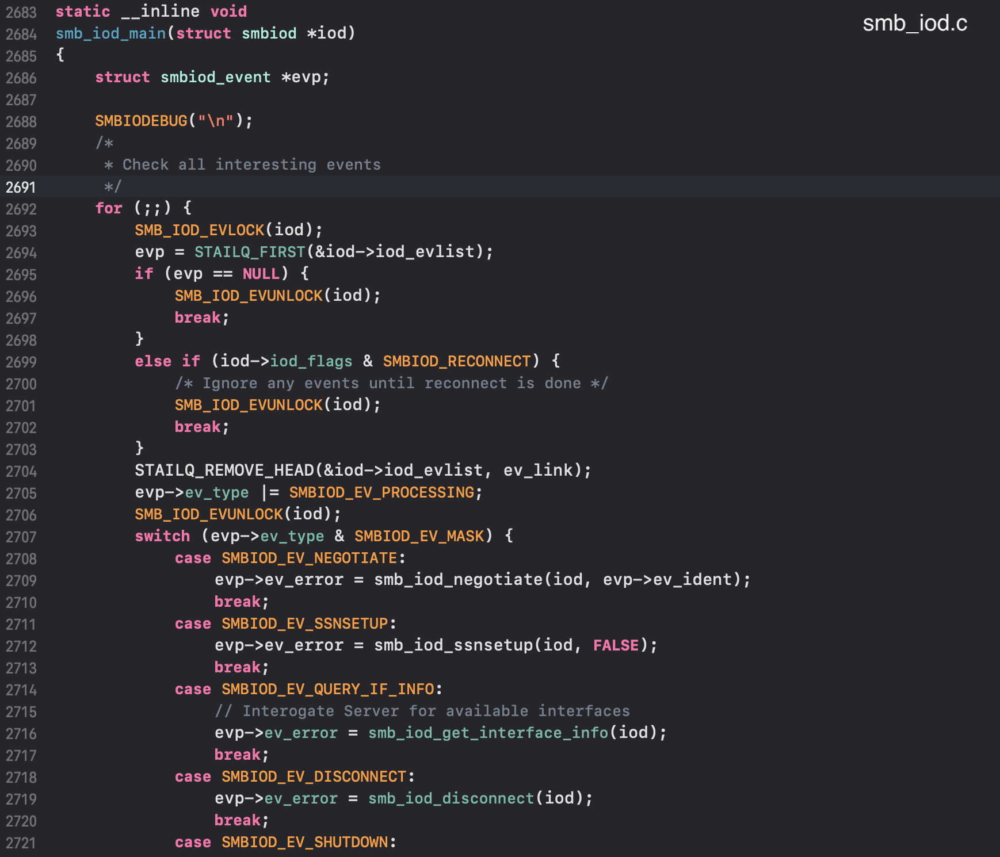 smb_iod.c
2683 static __inline void
2684 smb_iod_main(struct smbiod *iod)
2685 {
2686     struct smbiod_event *evp;
2687
2688     SMBIODEBUG("\n");
2689     /*
2690      * Check all interesting events
2691      */
2692     for (;;) {
2693         SMB_IOD_EVLOCK(iod);
2694         evp = STAILQ_FIRST(&iod->iod_evlist);
2695         if (evp == NULL) {
2696             SMB_IOD_EVUNLOCK(iod);
2697             break;
2698         }
2699         else if (iod->iod_flags & SMBIOD_RECONNECT) {
2700             /* Ignore any events until reconnect is done */
2701             SMB_IOD_EVUNLOCK(iod);
2702             break;
2703         }
2704         STAILQ_REMOVE_HEAD(&iod->iod_evlist, ev_link);
2705         evp->ev_type |= SMBIOD_EV_PROCESSING;
2706         SMB_IOD_EVUNLOCK(iod);
2707         switch (evp->ev_type & SMBIOD_EV_MASK) {
2708             case SMBIOD_EV_NEGOTIATE:
2709                 evp->ev_error = smb_iod_negotiate(iod, evp->ev_ident);
2710                 break;
2711             case SMBIOD_EV_SSNSETUP:
2712                 evp->ev_error = smb_iod_ssnsetup(iod, FALSE);
2713                 break;
2714             case SMBIOD_EV_QUERY_IF_INFO:
2715                 // Interogate Server for available interfaces
2716                 evp->ev_error = smb_iod_get_interface_info(iod);
2717                 break;
2718             case SMBIOD_EV_DISCONNECT:
2719                 evp->ev_error = smb_iod_disconnect(iod);
2720                 break;
2721             case SMBIOD_EV_SHUTDOWN: